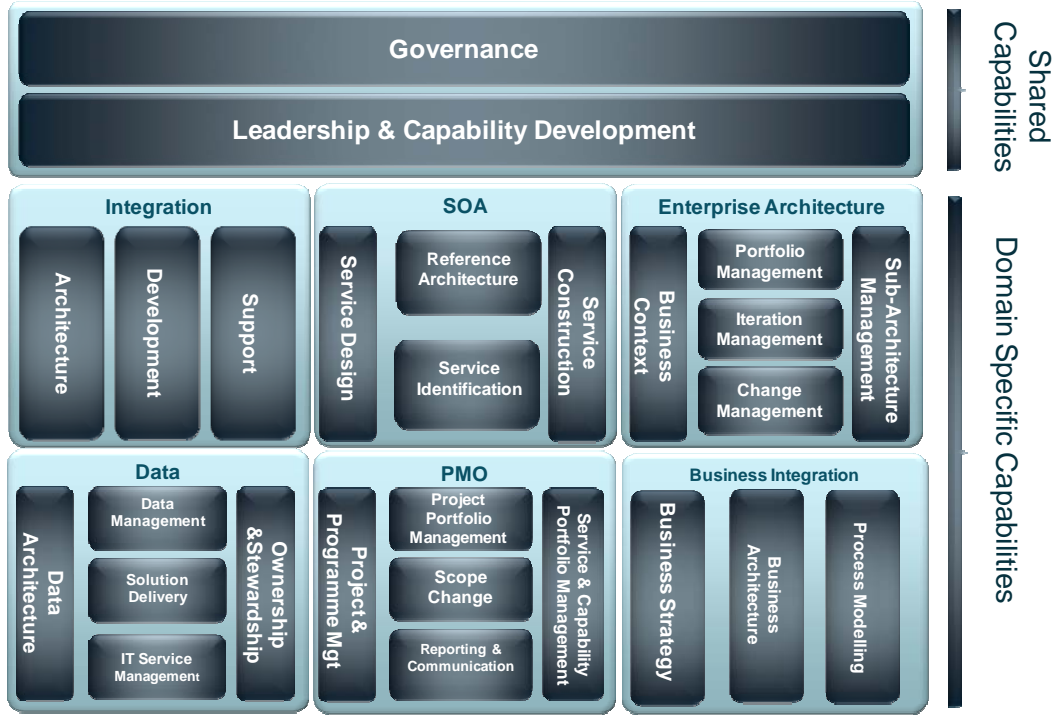 Governance
Leadership & Capability Development
Shared
Capabilities
Integration
Architecture
Development
Support
SOA
Service Design
Reference
Architecture
Service
Identification
Service
Construction
Enterprise Architecture
Business
Context
Portfolio
Management
Iteration
Management
Change
Management
Sub-Architecture
Management
Domain Specific Capabilities
Data
Data
Architecture
Data
Management
Solution
Delivery
IT Service
Management
Ownership
&Stewardship
PMO
Project &
Programme Mgt
Project
Portfolio
Management
Scope
Change
Reporting &
Communication
Service & Capability
Portfolio Management
Business Integration
Business Strategy
Business
Architecture
Process Modelling